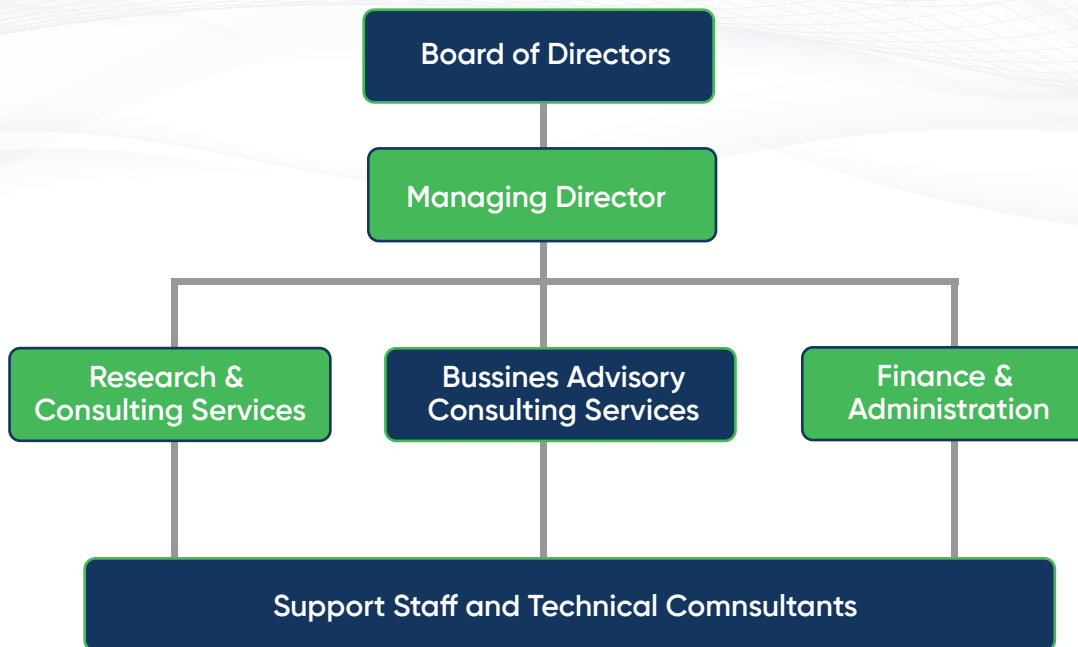 Board of Directors
Managing Director
Research &
Consulting Services
Bussines Advisory
Consulting Services
Finance &
Administration
Support Staff and Technical Comnsultants